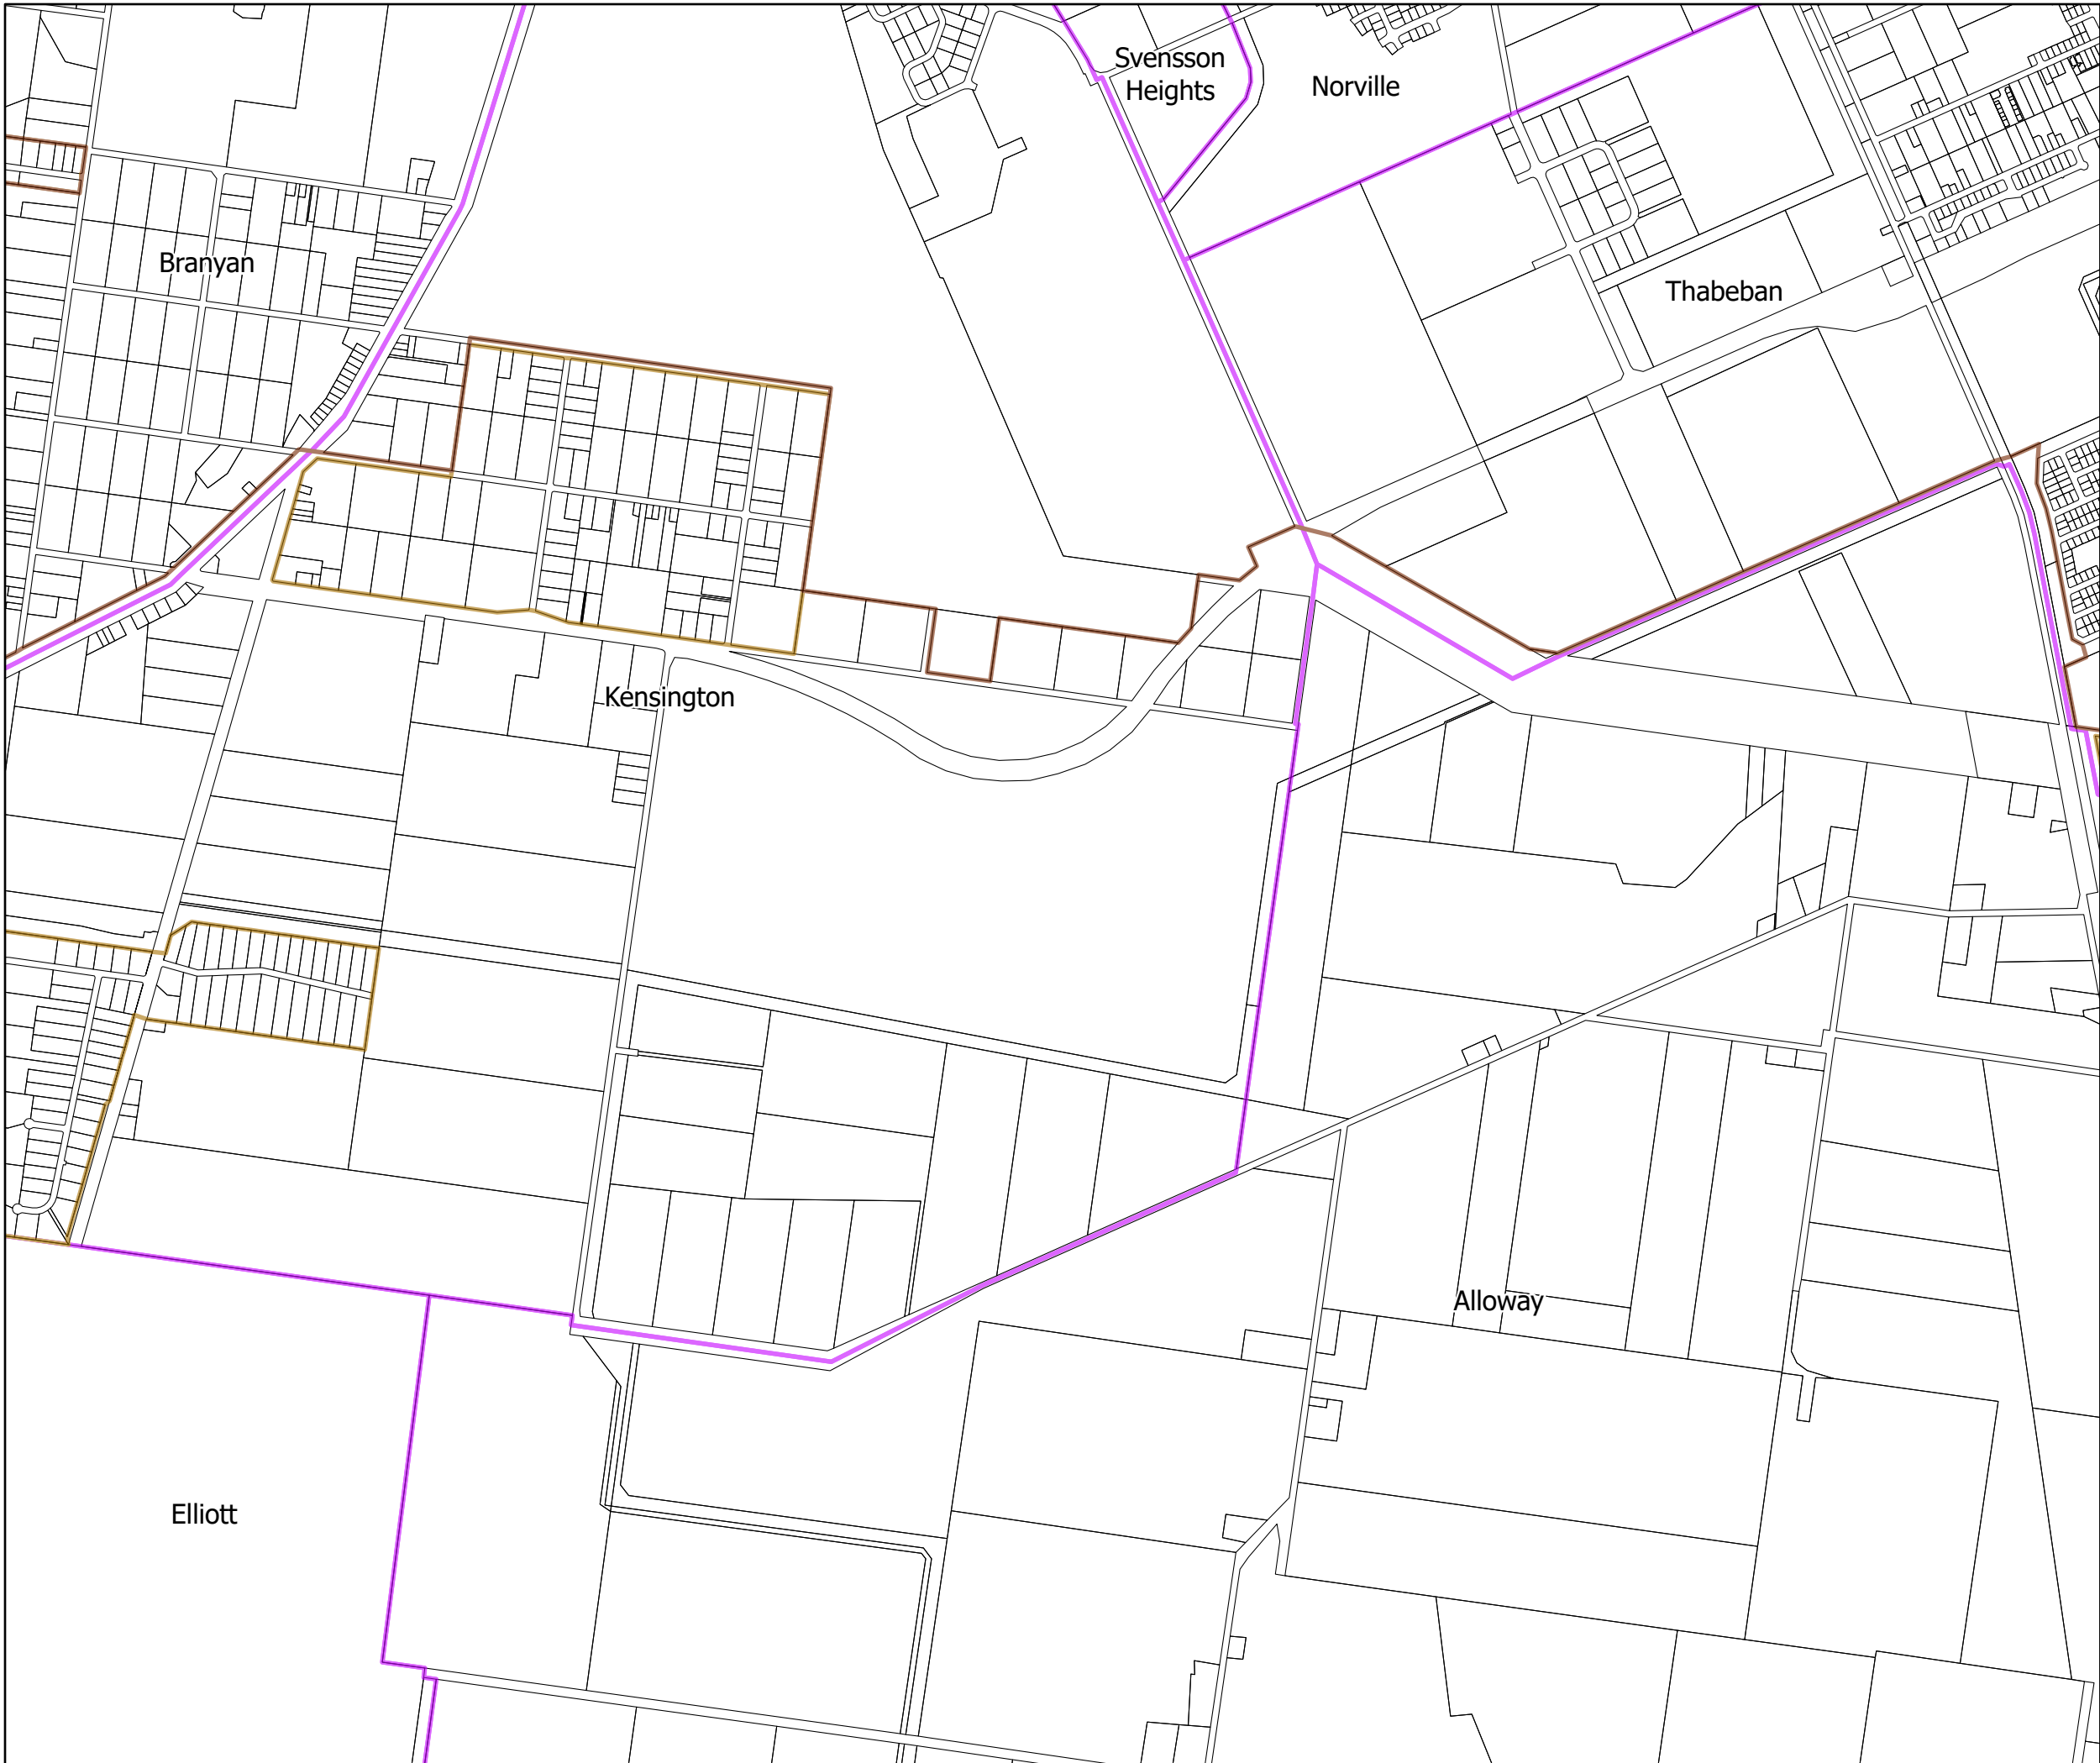 Svensson
Heights
Norville
Branyan
Thabeban
Kensington
Alloway
Elliott